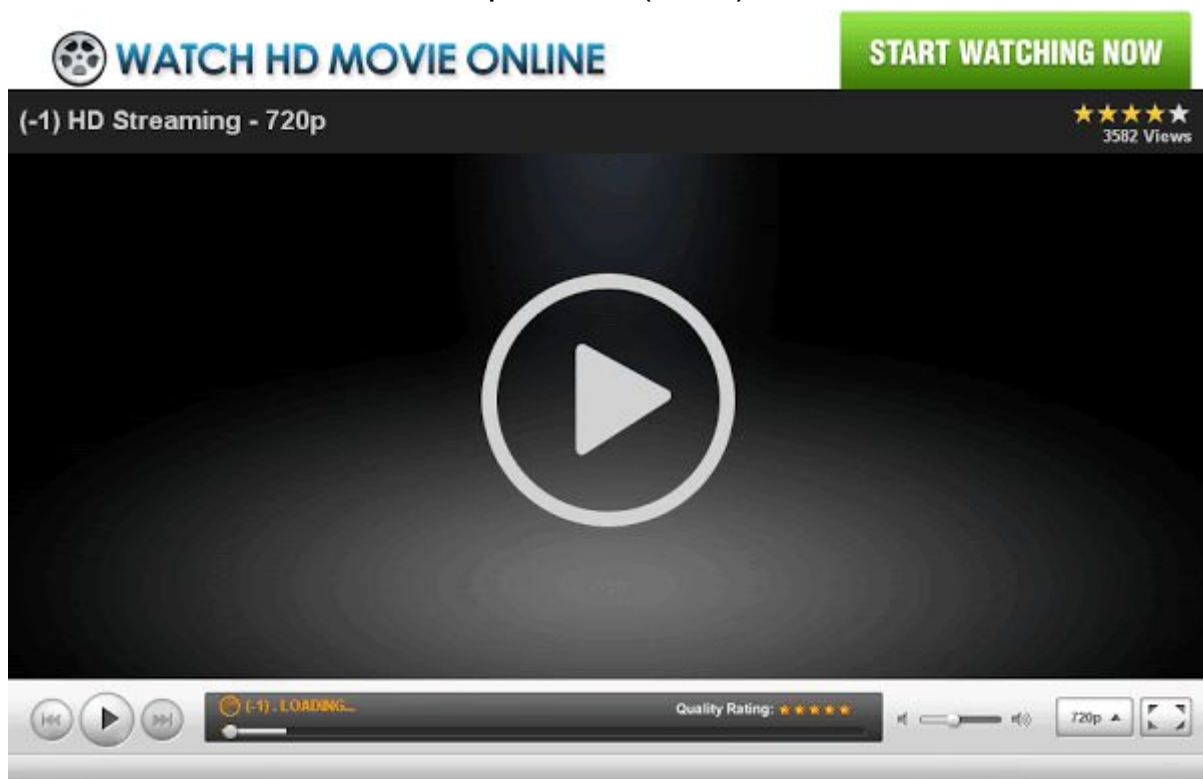 WATCH HD MOVIE ONLINE
START WATCHING NOW
(-1) HD Streaming - 720p
3582 Views
(-1) . LOADING...
Quality Rating:
720p